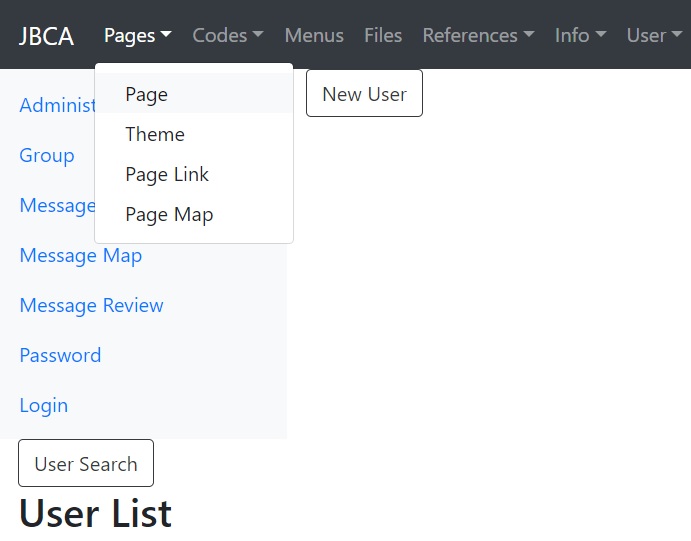 JBCA Pages Codes Menus Files References Info User
Page
Theme
Page Link
Page Map
New User
Group
Message
Message Map
Message Review
Password
Login
User Search
User List